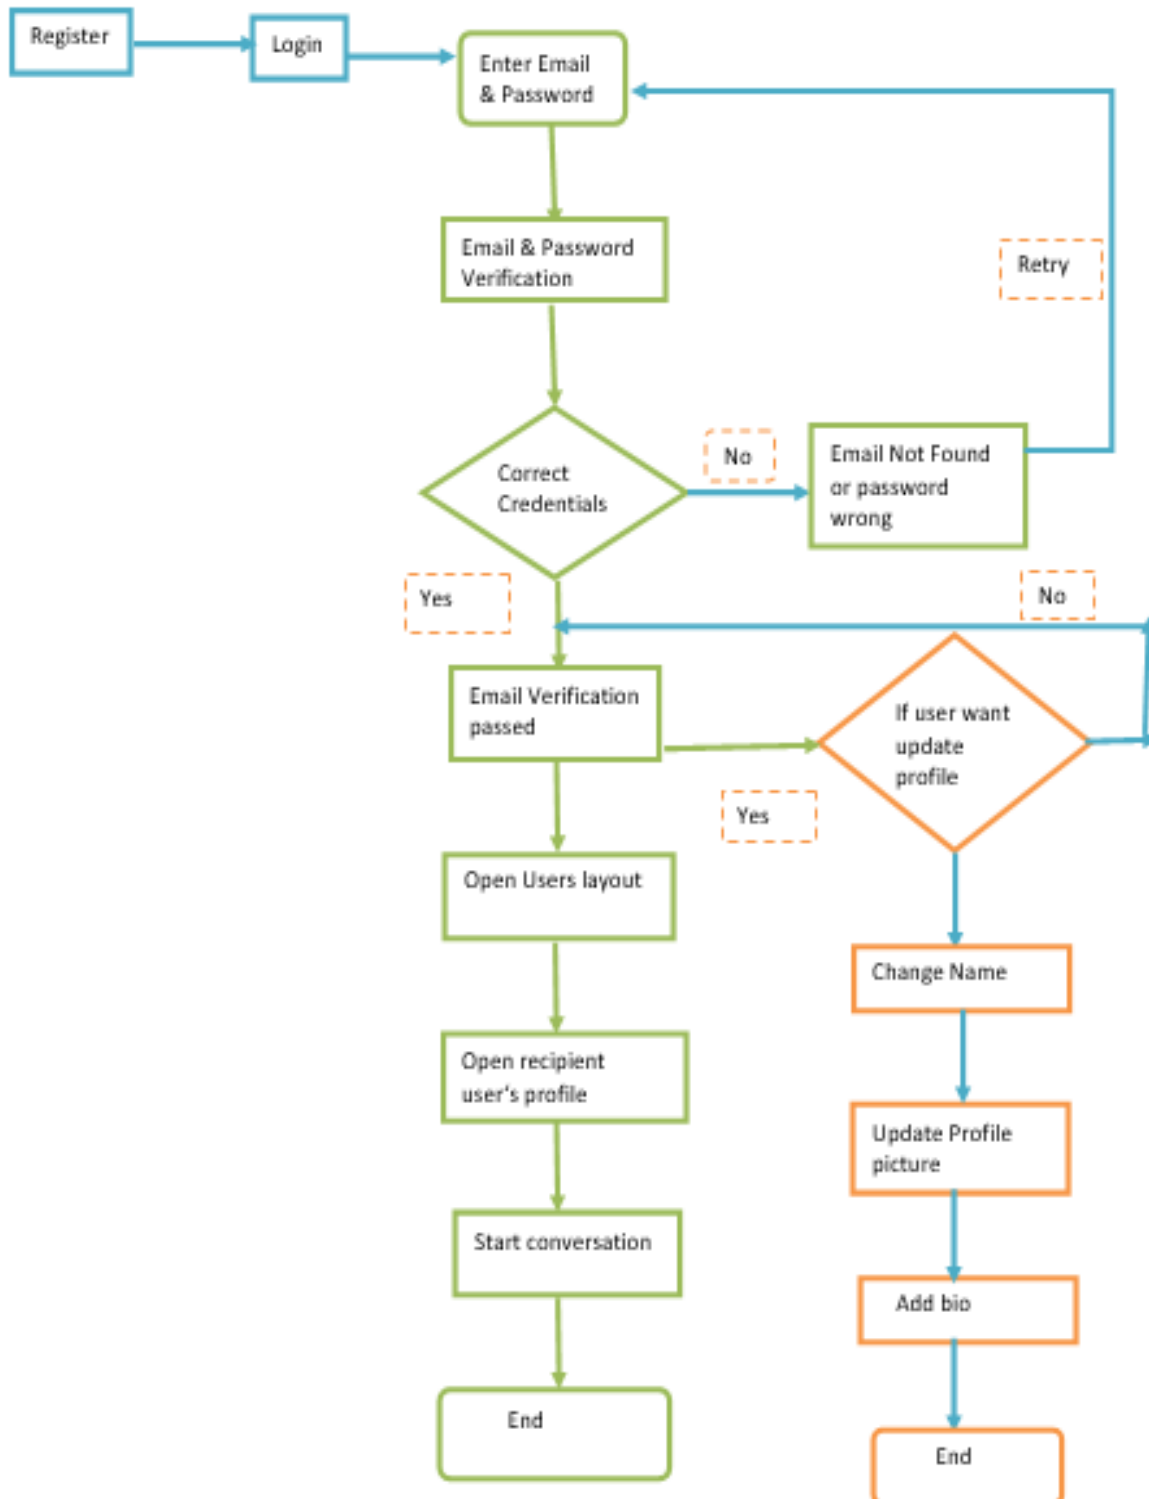 Register
Login
Enter Email
& Password
Email & Password
Verification
Retry
Correct
Credentials
No
Email Not Found
or password
wrong
Yes
No
Email Verification
passed
If user want
update
profile
Yes
Open Users layout
Change Name
Open recipient
user's profile
Update Profile
picture
Start conversation
Add bio
End
End